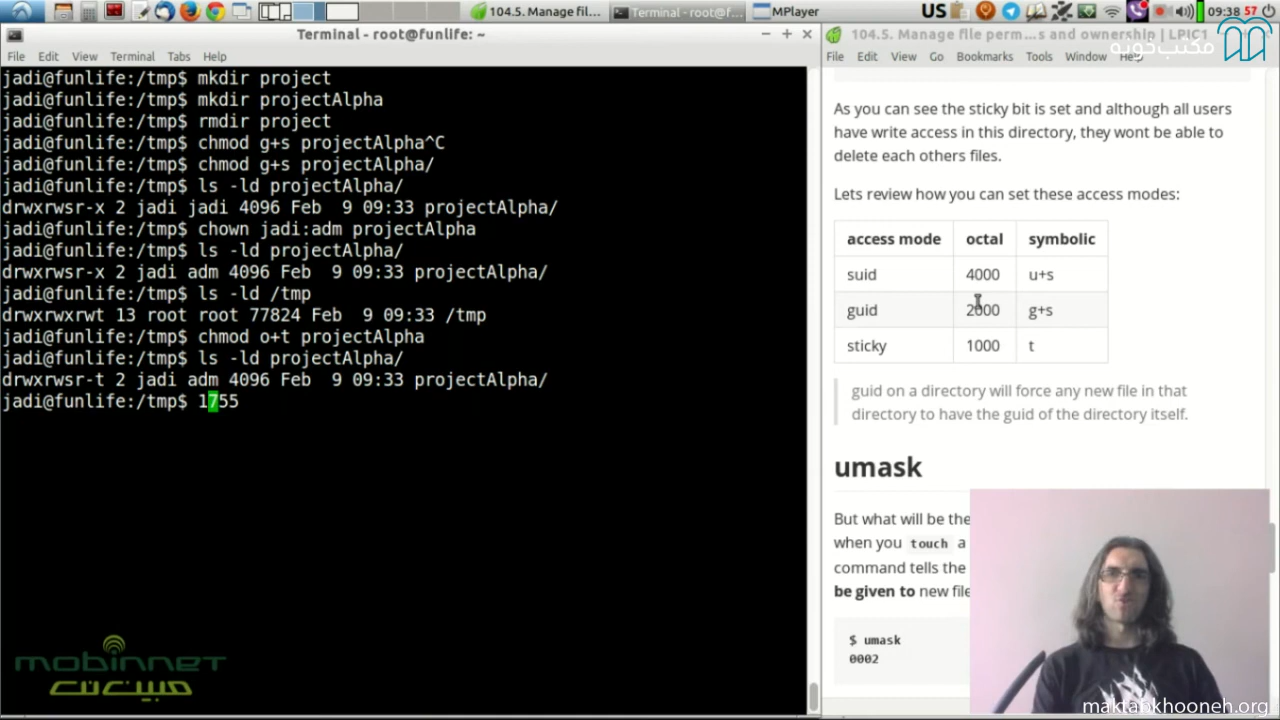 104.5. Manage fil...
Terminal - root@f...
MPlayer
US
09:38 57
Terminal - root@funlife: ~
File Edit View Terminal Tabs Help
jadi@funlife:/tmp$ mkdir project
jadi@funlife:/tmp$ mkdir projectAlpha
jadi@funlife:/tmp$ rmdir project
jadi@funlife:/tmp$ chmod g+s projectAlpha^C
jadi@funlife:/tmp$ chmod g+s projectAlpha/
jadi@funlife:/tmp$ ls -ld projectAlpha/
drwxrwsr-x 2 jadi jadi 4096 Feb  9 09:33 projectAlpha/
jadi@funlife:/tmp$ chown jadi:adm projectAlpha
jadi@funlife:/tmp$ ls -ld projectAlpha/
drwxrwsr-x 2 jadi adm 4096 Feb  9 09:33 projectAlpha/
jadi@funlife:/tmp$ ls -ld /tmp
drwxrwxrwt 13 root root 77824 Feb  9 09:33 /tmp
jadi@funlife:/tmp$ chmod o+t projectAlpha
jadi@funlife:/tmp$ ls -ld projectAlpha/
drwxrwsr-t 2 jadi adm 4096 Feb  9 09:33 projectAlpha/
jadi@funlife:/tmp$ 1755
mobinnet
مبین‌نت
104.5. Manage file perm...s and ownership | LPIC1
مکتب‌خونه
File Edit View Go Bookmarks Tools Window Help
As you can see the sticky bit is set and although all users
have write access in this directory, they wont be able to
delete each others files.
Lets review how you can set these access modes:
access mode octal symbolic
suid 4000 u+s
guid 2000 g+s
sticky 1000 t
guid on a directory will force any new file in that
directory to have the guid of the directory itself.
umask
But what will be the
when you touch a
command tells the
be given to new file
$ umask
0002
maktabkhooneh.org